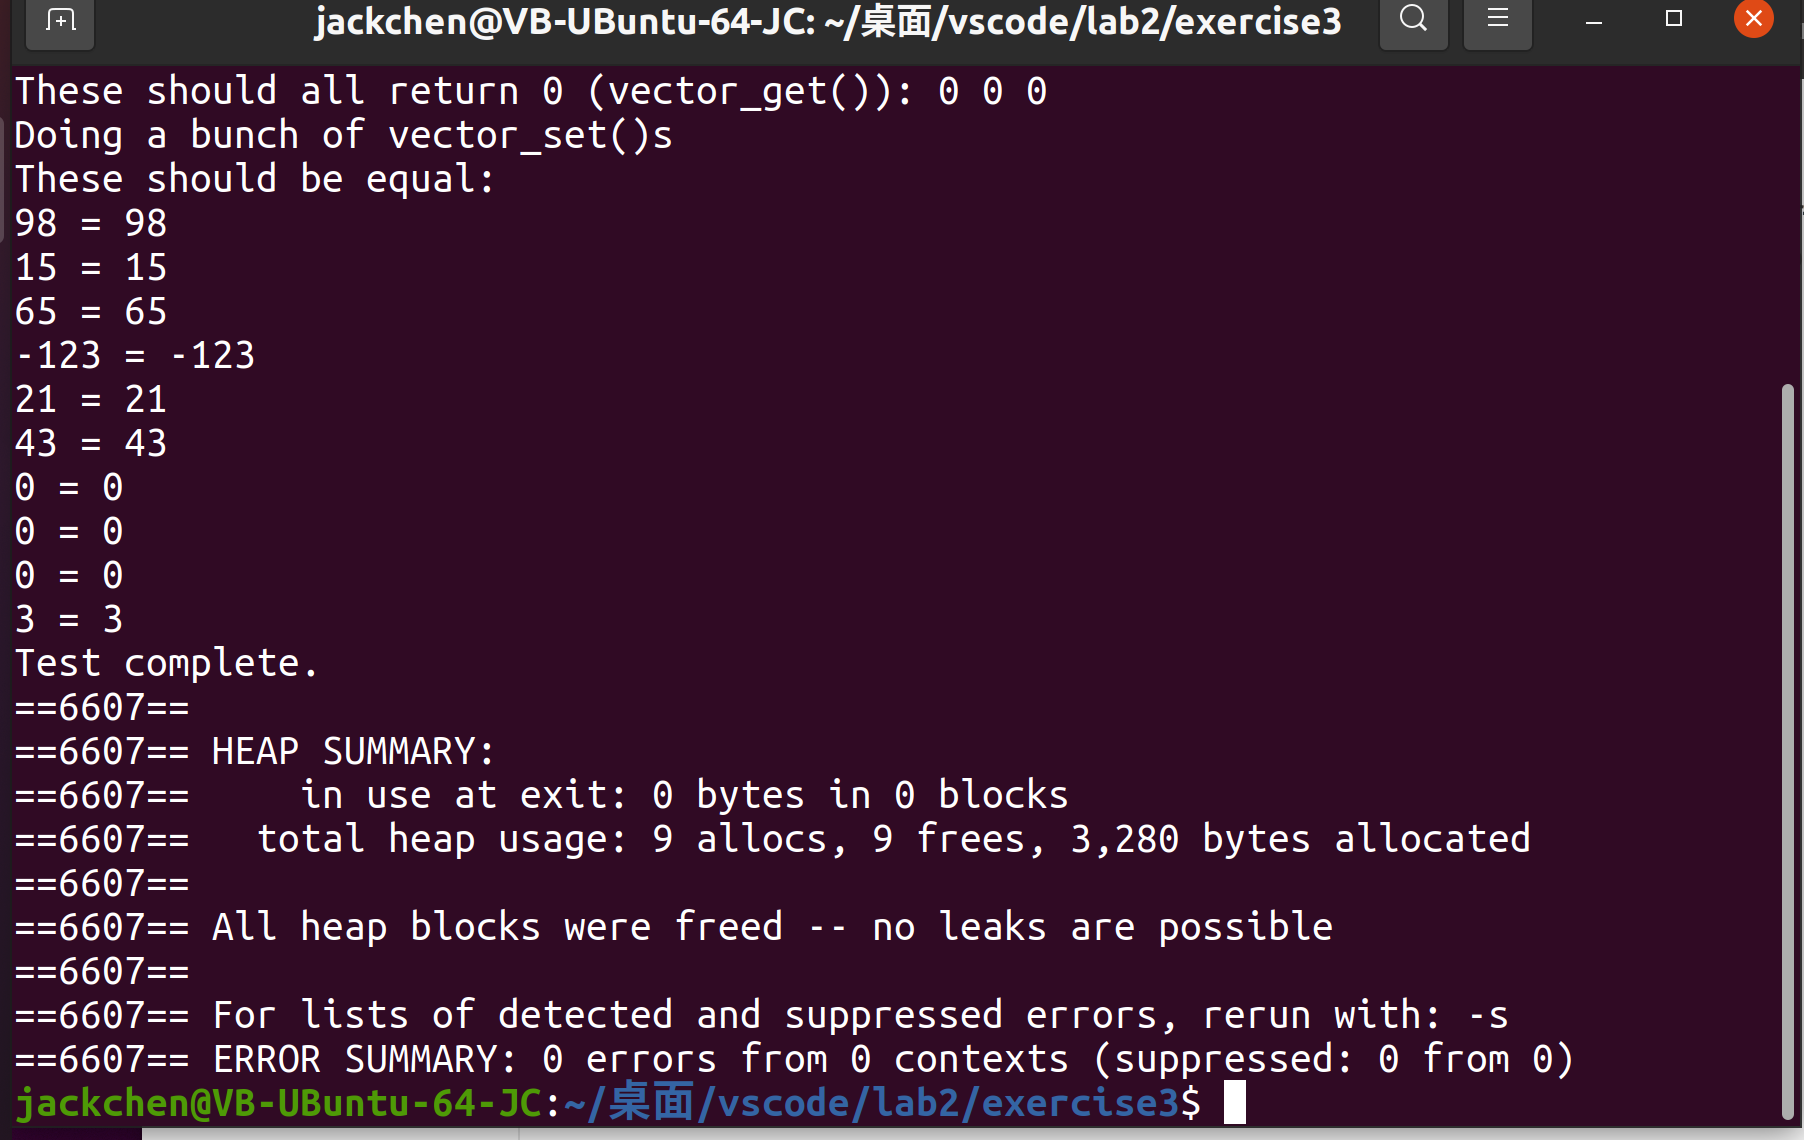 jackchen@VB-UBuntu-64-JC: ~/桌面/vscode/lab2/exercise3
These should all return 0 (vector_get()): 0 0 0
Doing a bunch of vector_set()s
These should be equal:
98 = 98
15 = 15
65 = 65
-123 = -123
21 = 21
43 = 43
0 = 0
0 = 0
0 = 0
3 = 3
Test complete.
==6607==
==6607== HEAP SUMMARY:
==6607==     in use at exit: 0 bytes in 0 blocks
==6607==   total heap usage: 9 allocs, 9 frees, 3,280 bytes allocated
==6607==
==6607== All heap blocks were freed -- no leaks are possible
==6607==
==6607== For lists of detected and suppressed errors, rerun with: -s
==6607== ERROR SUMMARY: 0 errors from 0 contexts (suppressed: 0 from 0)
jackchen@VB-UBuntu-64-JC:~/桌面/vscode/lab2/exercise3$